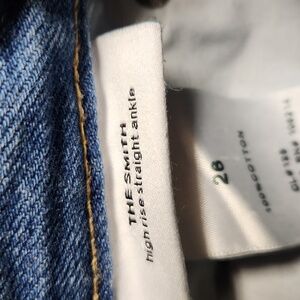 THE SMITH
high rise straight ankle
26
100%COTTON